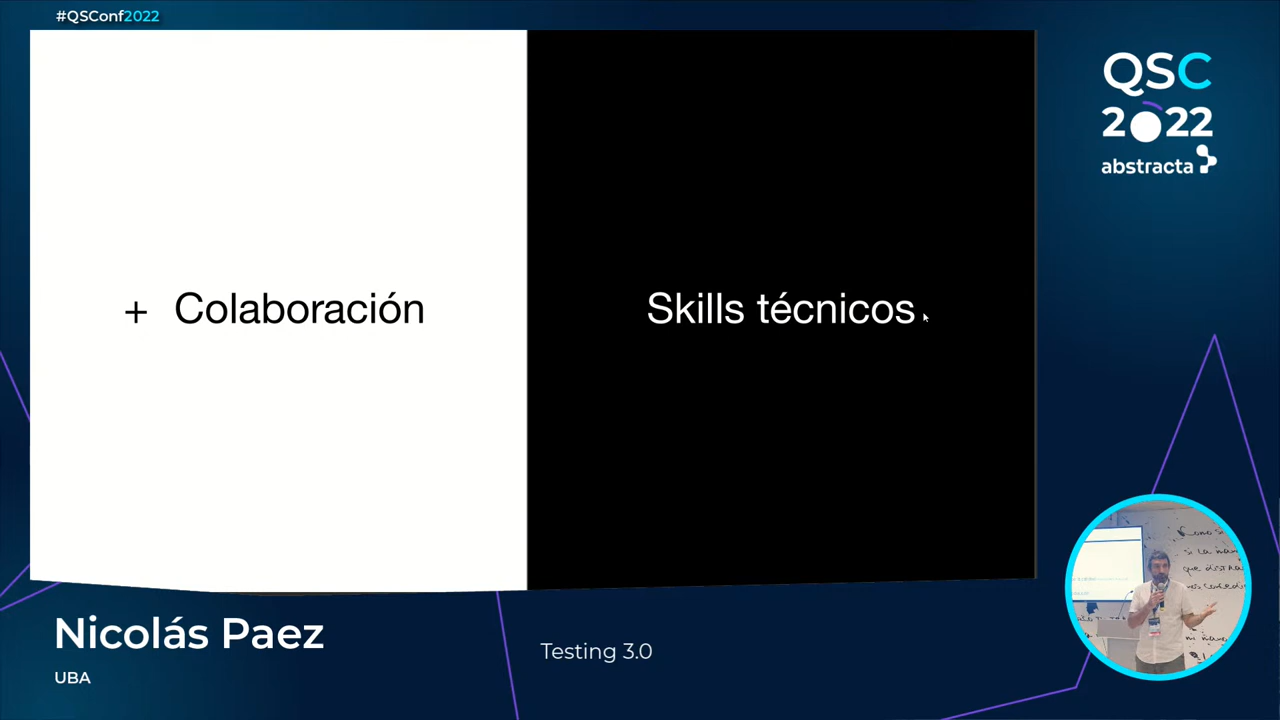 #QSConf2022
+ Colaboración
Skills técnicos
QSC
2022
abstracta
Nicolás Paez
UBA
Testing 3.0